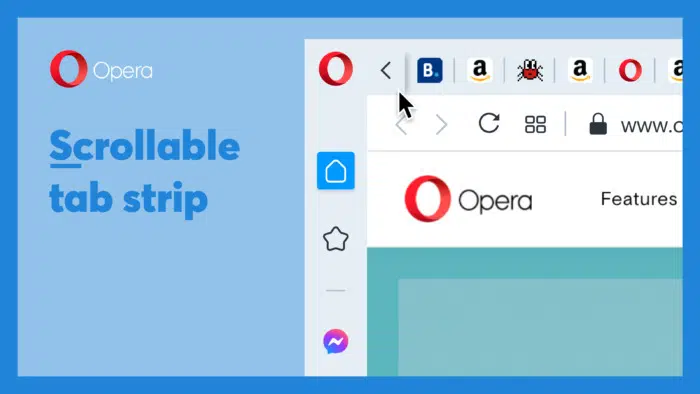 Opera
Scrollable
tab strip
B.
a
a
a
www.o
Opera
Features